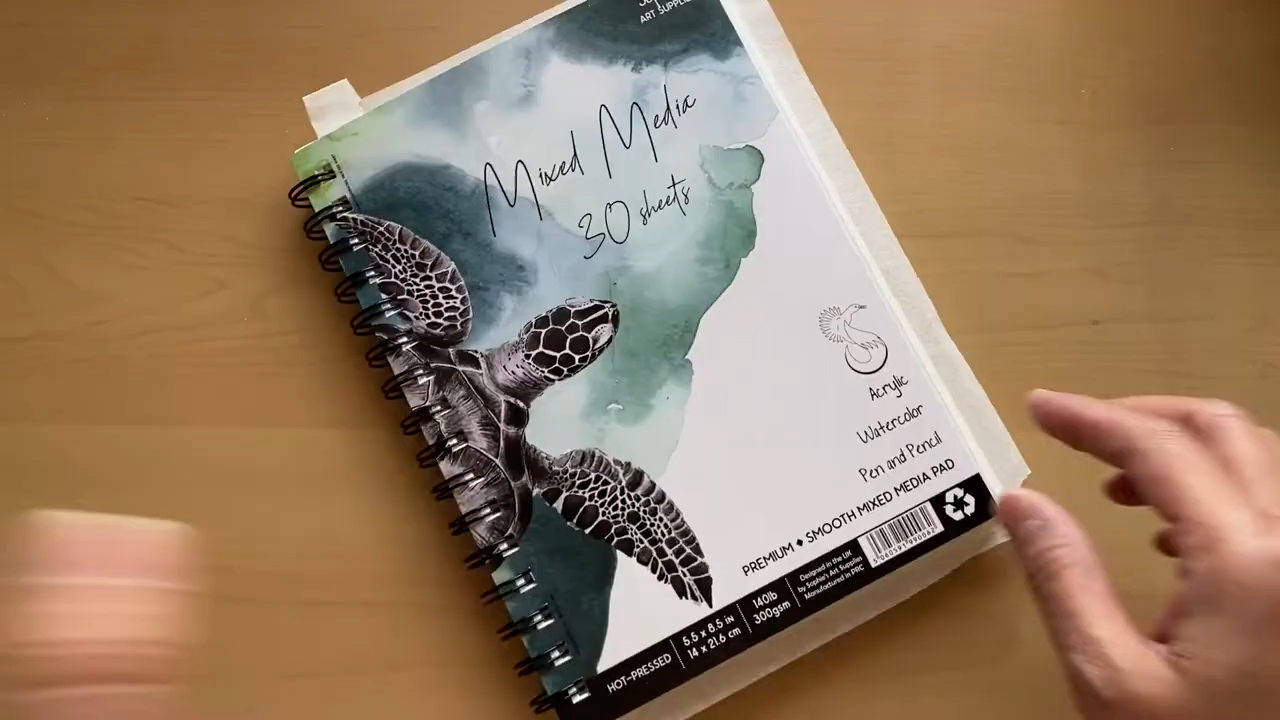 ART SUPPLIES
Mixed Media
30 sheets
Acrylic
Watercolor
Pen and Pencil
PREMIUM ◆ SMOOTH MIXED MEDIA PAD
HOT-PRESSED
5.5 x 8.5 in
14 x 21.6 cm
140lb
300gsm
Designed in the UK
by Sophie's Art Supplies
Manufactured in PRC
5060591990062